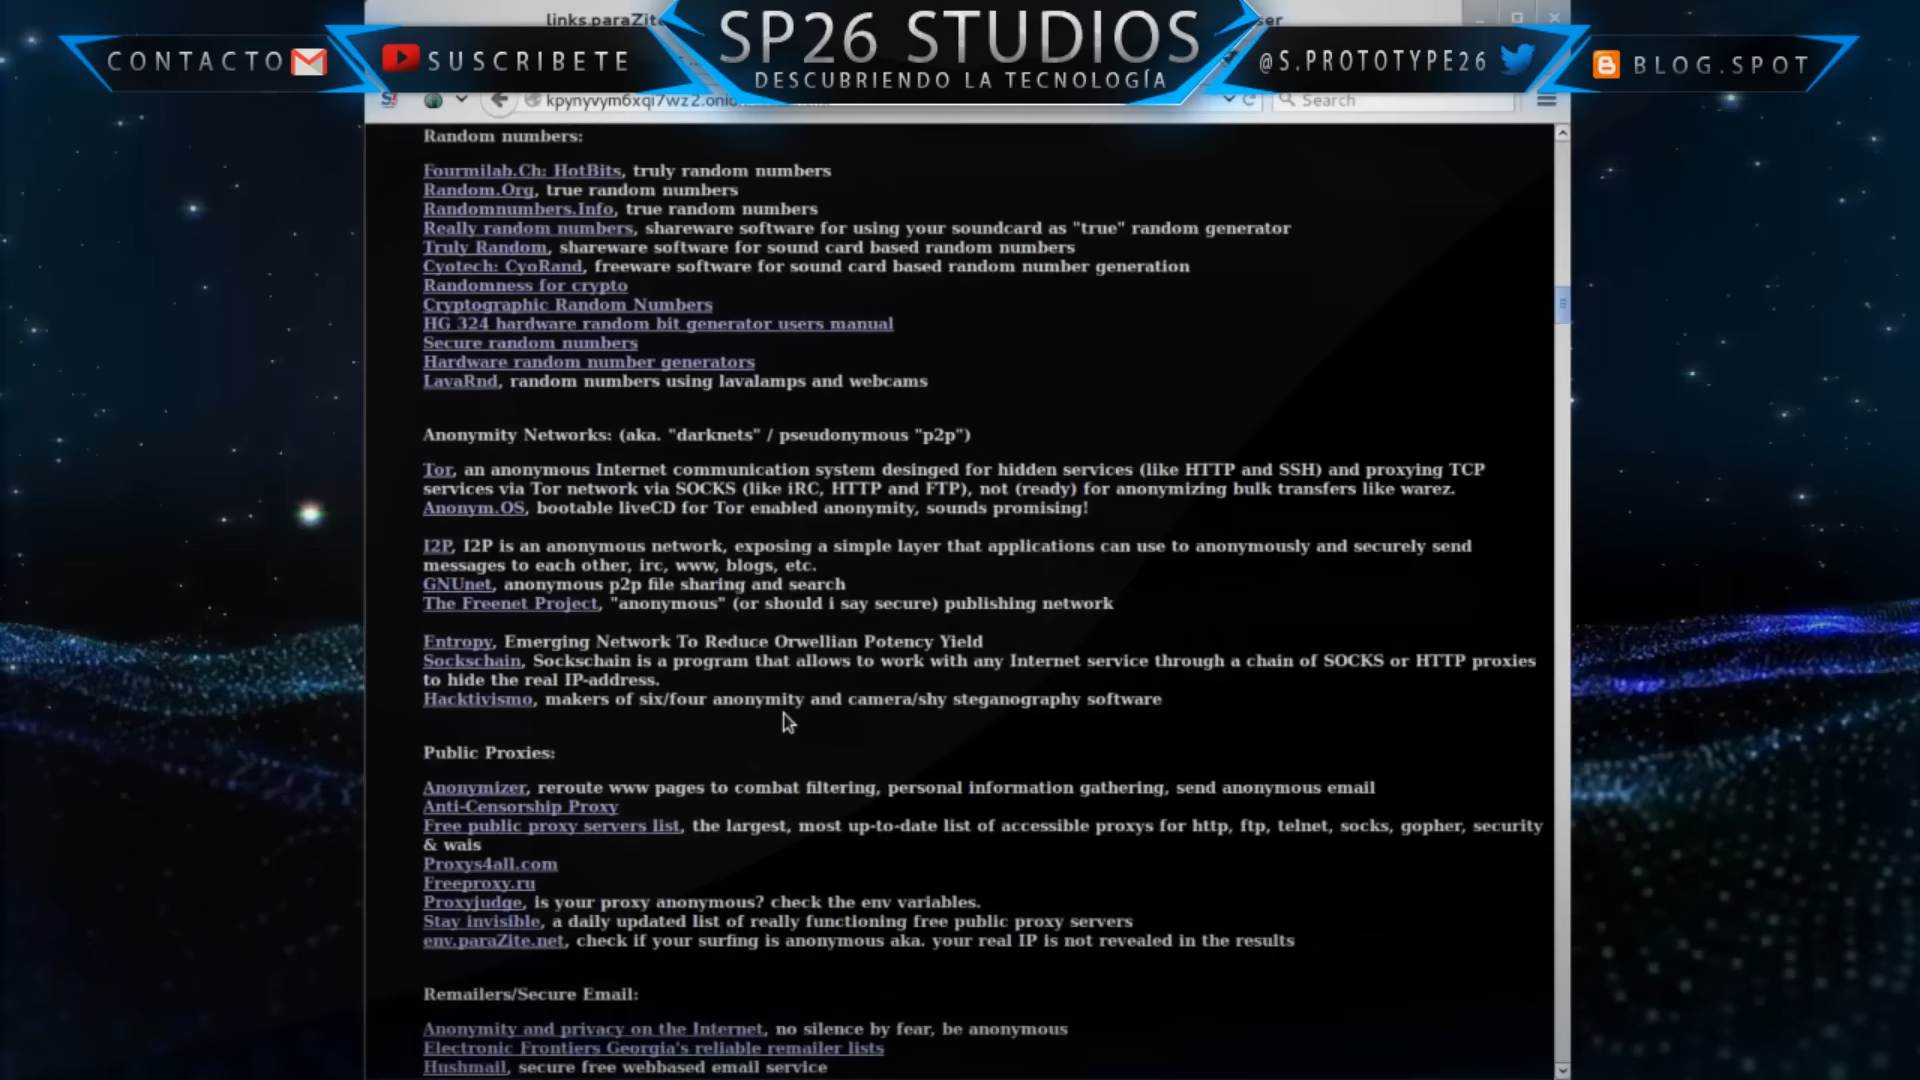 links.paraZite
ser
SP26 STUDIOS
DESCUBRIENDO LA TECNOLOGÍA
CONTACTO
SUSCRIBETE
@S.PROTOTYPE26
BLOG.SPOT
kpynyvym6xqi7wz2.onio
Search
Random numbers:
Fourmilab.Ch: HotBits, truly random numbers
Random.Org, true random numbers
Randomnumbers.Info, true random numbers
Really random numbers, shareware software for using your soundcard as "true" random generator
Truly Random, shareware software for sound card based random numbers
Cyotech: CyoRand, freeware software for sound card based random number generation
Randomness for crypto
Cryptographic Random Numbers
HG 324 hardware random bit generator users manual
Secure random numbers
Hardware random number generators
LavaRnd, random numbers using lavalamps and webcams
Anonymity Networks: (aka. "darknets" / pseudonymous "p2p")
Tor, an anonymous Internet communication system desinged for hidden services (like HTTP and SSH) and proxying TCP
services via Tor network via SOCKS (like iRC, HTTP and FTP), not (ready) for anonymizing bulk transfers like warez.
Anonym.OS, bootable liveCD for Tor enabled anonymity, sounds promising!
I2P, I2P is an anonymous network, exposing a simple layer that applications can use to anonymously and securely send
messages to each other, irc, www, blogs, etc.
GNUnet, anonymous p2p file sharing and search
The Freenet Project, "anonymous" (or should i say secure) publishing network
Entropy, Emerging Network To Reduce Orwellian Potency Yield
Sockschain, Sockschain is a program that allows to work with any Internet service through a chain of SOCKS or HTTP proxies
to hide the real IP-address.
Hacktivismo, makers of six/four anonymity and camera/shy steganography software
Public Proxies:
Anonymizer, reroute www pages to combat filtering, personal information gathering, send anonymous email
Anti-Censorship Proxy
Free public proxy servers list, the largest, most up-to-date list of accessible proxys for http, ftp, telnet, socks, gopher, security
& wais
Proxys4all.com
Freeproxy.ru
Proxyjudge, is your proxy anonymous? check the env variables.
Stay invisible, a daily updated list of really functioning free public proxy servers
env.paraZite.net, check if your surfing is anonymous aka. your real IP is not revealed in the results
Remailers/Secure Email:
Anonymity and privacy on the Internet, no silence by fear, be anonymous
Electronic Frontiers Georgia's reliable remailer lists
Hushmail, secure free webbased email service